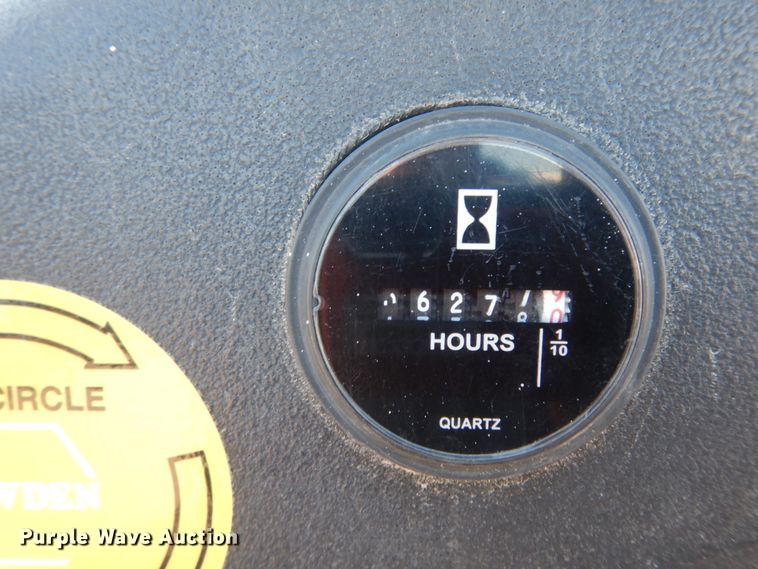 627
HOURS
1
10
QUARTZ
CIRCLE
Purple Wave Auction